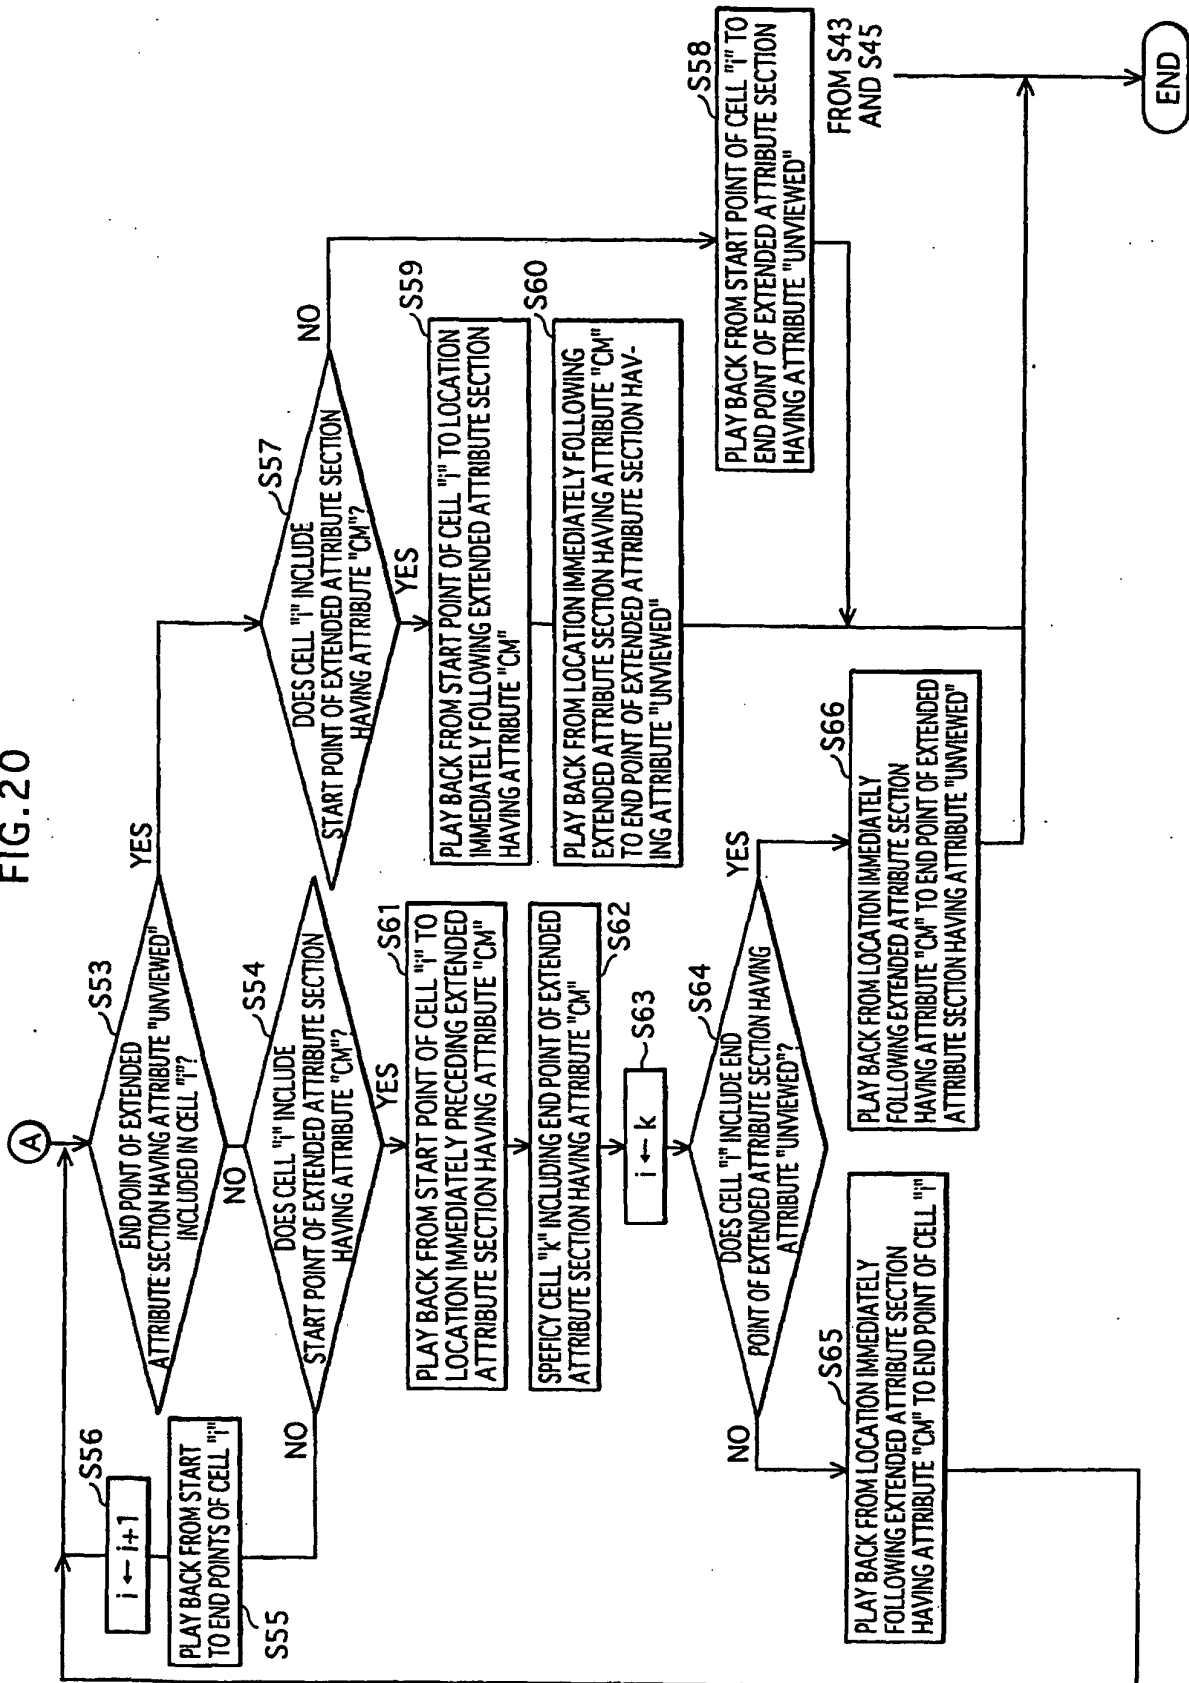 FIG.20
A
S53
END POINT OF EXTENDED
ATTRIBUTE SECTION HAVING ATTRIBUTE "UNVIEWED"
INCLUDED IN CELL "i"?
YES
NO
S54
DOES CELL "i" INCLUDE
START POINT OF EXTENDED ATTRIBUTE SECTION
HAVING ATTRIBUTE "CM"?
NO
YES
S56
i ← i+1
PLAY BACK FROM START
TO END POINTS OF CELL "i"
S55
S57
DOES CELL "i" INCLUDE
START POINT OF EXTENDED ATTRIBUTE SECTION
HAVING ATTRIBUTE "CM"?
NO
YES
S59
PLAY BACK FROM START POINT OF CELL "i" TO LOCATION
IMMEDIATELY FOLLOWING EXTENDED ATTRIBUTE SECTION
HAVING ATTRIBUTE "CM"
S60
PLAY BACK FROM LOCATION IMMEDIATELY FOLLOWING
EXTENDED ATTRIBUTE SECTION HAVING ATTRIBUTE "CM"
TO END POINT OF EXTENDED ATTRIBUTE SECTION HAV-
ING ATTRIBUTE "UNVIEWED"
S58
PLAY BACK FROM START POINT OF CELL "i" TO
END POINT OF EXTENDED ATTRIBUTE SECTION
HAVING ATTRIBUTE "UNVIEWED"
S61
PLAY BACK FROM START POINT OF CELL "i" TO
LOCATION IMMEDIATELY PRECEDING EXTENDED
ATTRIBUTE SECTION HAVING ATTRIBUTE "CM"
S62
SPEFICY CELL "k" INCLUDING END POINT OF EXTENDED
ATTRIBUTE SECTION HAVING ATTRIBUTE "CM"
S63
i ← k
S64
DOES CELL "i" INCLUDE END
POINT OF EXTENDED ATTRIBUTE SECTION HAVING
ATTRIBUTE "UNVIEWED"?
NO
YES
S65
PLAY BACK FROM LOCATION IMMEDIATELY
FOLLOWING EXTENDED ATTRIBUTE SECTION
HAVING ATTRIBUTE "CM" TO END POINT OF CELL "i"
S66
PLAY BACK FROM LOCATION IMMEDIATELY
FOLLOWING EXTENDED ATTRIBUTE SECTION
HAVING ATTRIBUTE "CM" TO END POINT OF EXTENDED
ATTRIBUTE SECTION HAVING ATTRIBUTE "UNVIEWED"
FROM S43
AND S45
END